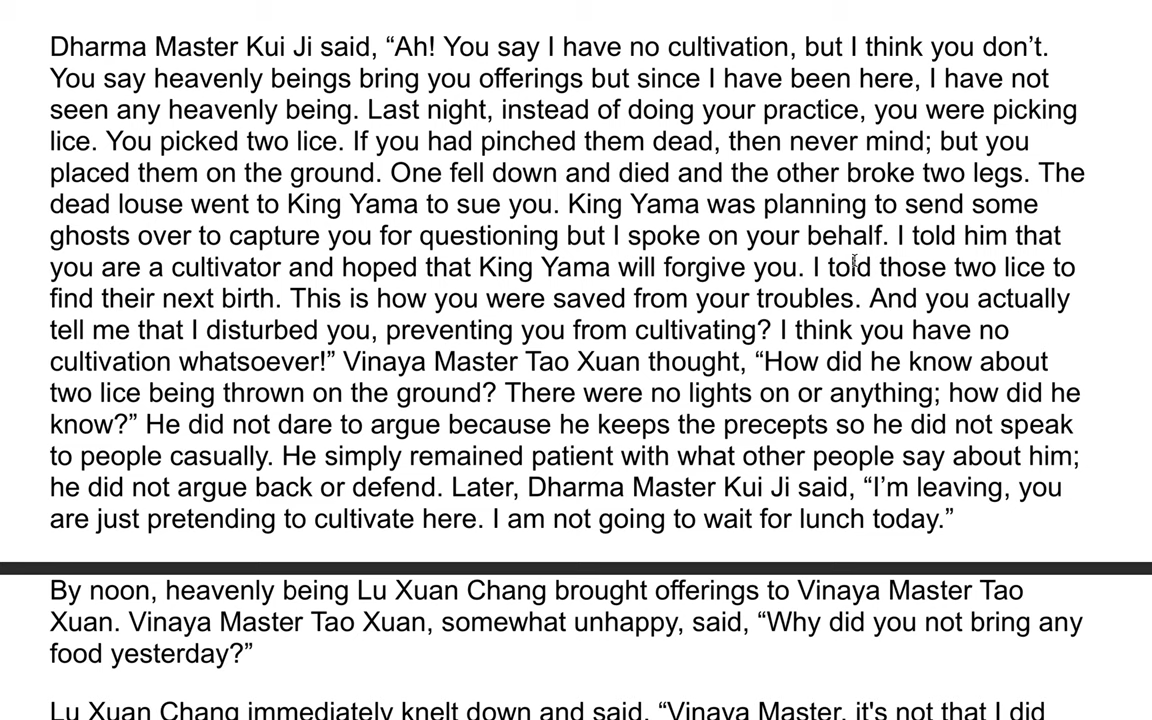 Dharma Master Kui Ji said, “Ah! You say I have no cultivation, but I think you don’t.
You say heavenly beings bring you offerings but since I have been here, I have not
seen any heavenly being. Last night, instead of doing your practice, you were picking
lice. You picked two lice. If you had pinched them dead, then never mind; but you
placed them on the ground. One fell down and died and the other broke two legs. The
dead louse went to King Yama to sue you. King Yama was planning to send some
ghosts over to capture you for questioning but I spoke on your behalf. I told him that
you are a cultivator and hoped that King Yama will forgive you. I told those two lice to
find their next birth. This is how you were saved from your troubles. And you actually
tell me that I disturbed you, preventing you from cultivating? I think you have no
cultivation whatsoever!” Vinaya Master Tao Xuan thought, “How did he know about
two lice being thrown on the ground? There were no lights on or anything; how did he
know?” He did not dare to argue because he keeps the precepts so he did not speak
to people casually. He simply remained patient with what other people say about him;
he did not argue back or defend. Later, Dharma Master Kui Ji said, “I’m leaving, you
are just pretending to cultivate here. I am not going to wait for lunch today.”
By noon, heavenly being Lu Xuan Chang brought offerings to Vinaya Master Tao
Xuan. Vinaya Master Tao Xuan, somewhat unhappy, said, “Why did you not bring any
food yesterday?”
Lu Xuan Chang immediately knelt down and said, “Vinaya Master, it's not that I did